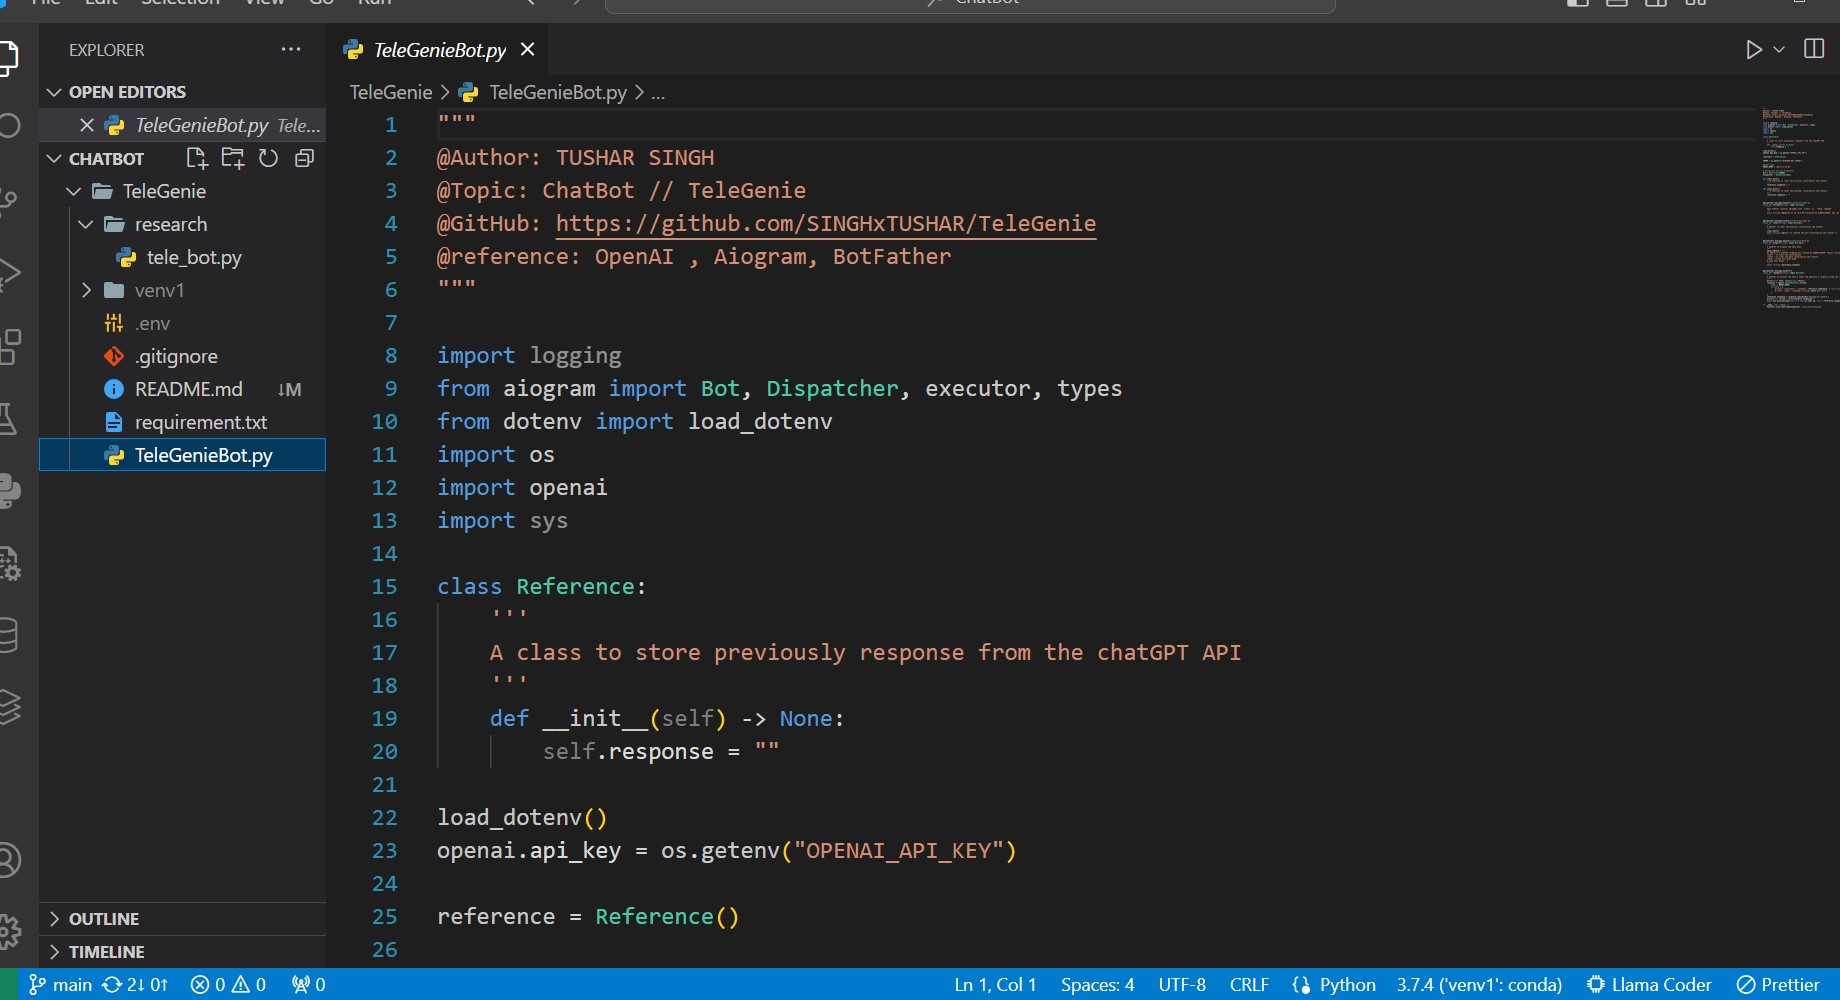 File Edit Selection View Go Run ChatBot
EXPLORER ...
OPEN EDITORS
TeleGenieBot.py Tele...
CHATBOT
TeleGenie
research
tele_bot.py
venv1
.env
.gitignore
README.md ↓M
requirement.txt
TeleGenieBot.py
OUTLINE
TIMELINE
TeleGenieBot.py
TeleGenie > TeleGenieBot.py > ...
1 """
2 @Author: TUSHAR SINGH
3 @Topic: ChatBot // TeleGenie
4 @GitHub: https://github.com/SINGHxTUSHAR/TeleGenie
5 @reference: OpenAI , Aiogram, BotFather
6 """
7
8 import logging
9 from aiogram import Bot, Dispatcher, executor, types
10 from dotenv import load_dotenv
11 import os
12 import openai
13 import sys
14
15 class Reference:
16 '''
17 A class to store previously response from the chatGPT API
18 '''
19 def __init__(self) -> None:
20 self.response = ""
21
22 load_dotenv()
23 openai.api_key = os.getenv("OPENAI_API_KEY")
24
25 reference = Reference()
26
main 2↓ 0↑ 0 0 0 Ln 1, Col 1 Spaces: 4 UTF-8 CRLF Python 3.7.4 ('venv1': conda) Llama Coder Prettier